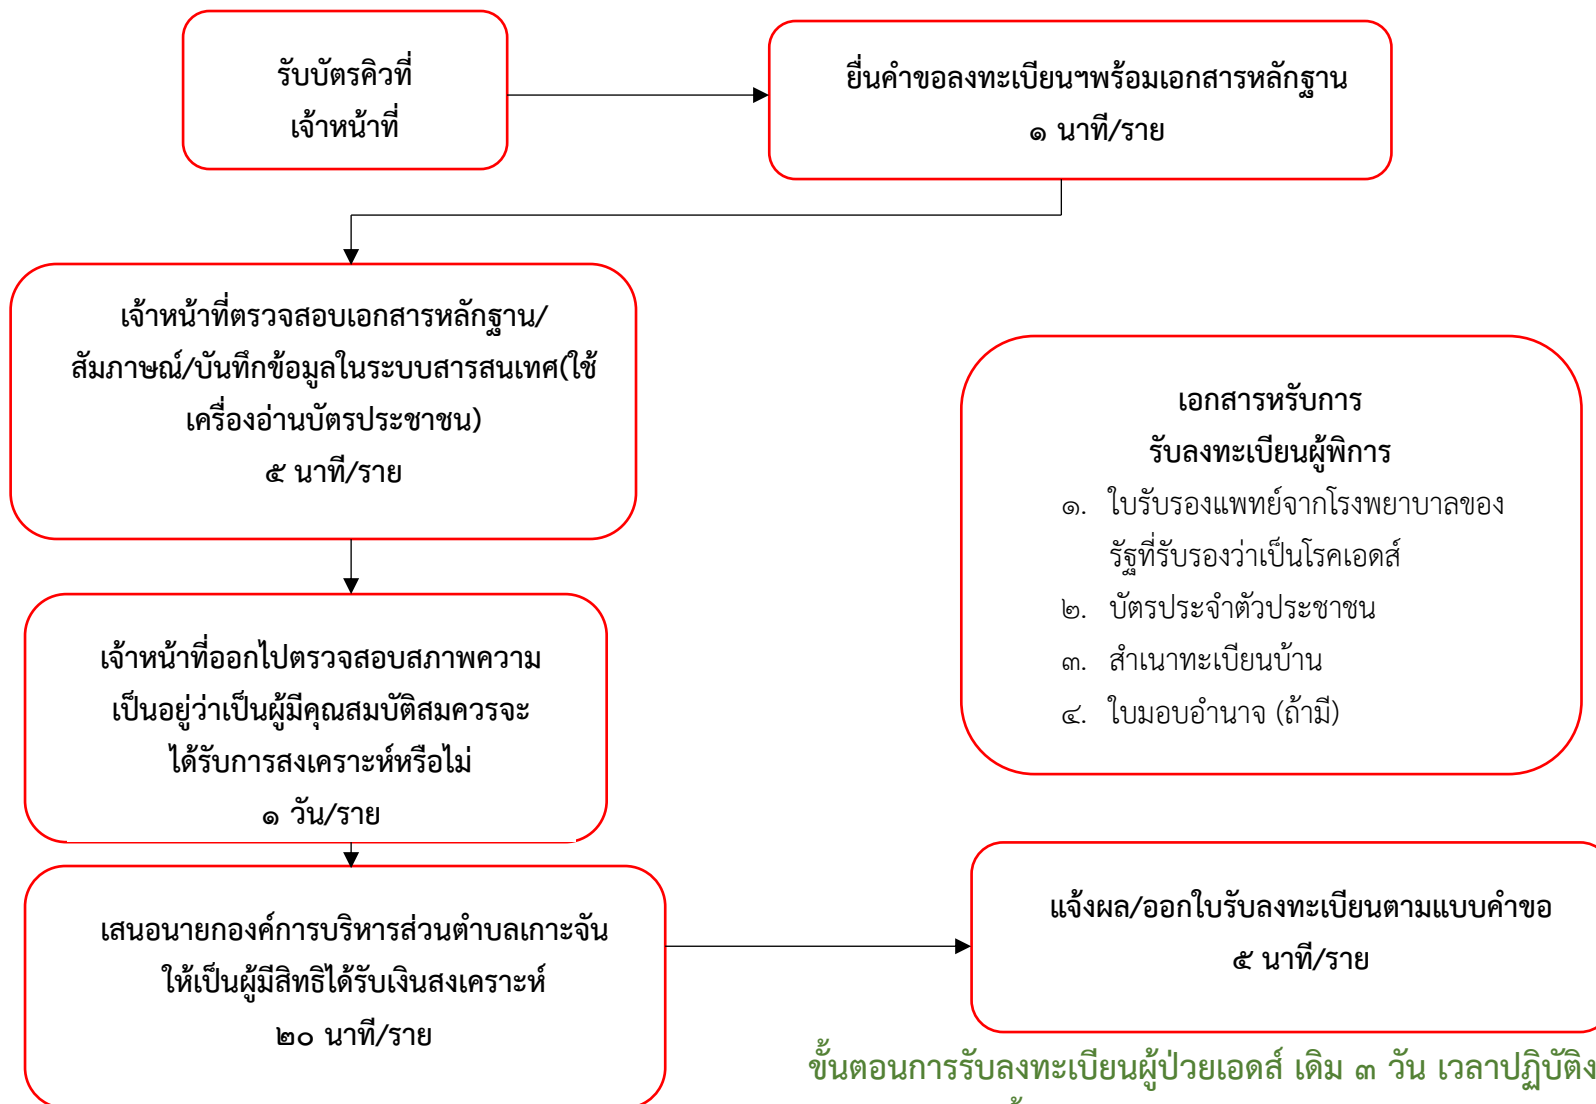 รับบัตรคิวที่
เจ้าหน้าที่
ยื่นคำขอลงทะเบียนฯพร้อมเอกสารหลักฐาน
๑ นาที/ราย
เจ้าหน้าที่ตรวจสอบเอกสารหลักฐาน/
สัมภาษณ์/บันทึกข้อมูลในระบบสารสนเทศ(ใช้
เครื่องอ่านบัตรประชาชน)
๕ นาที/ราย
เอกสารหรับการ
รับลงทะเบียนผู้พิการ
๑. ใบรับรองแพทย์จากโรงพยาบาลของ
รัฐที่รับรองว่าเป็นโรคเอดส์
๒. บัตรประจำตัวประชาชน
๓. สำเนาทะเบียนบ้าน
๔. ใบมอบอำนาจ (ถ้ามี)
เจ้าหน้าที่ออกไปตรวจสอบสภาพความ
เป็นอยู่ว่าเป็นผู้มีคุณสมบัติสมควรจะ
ได้รับการสงเคราะห์หรือไม่
๑ วัน/ราย
เสนอนายกองค์การบริหารส่วนตำบลเกาะจัน
ให้เป็นผู้มีสิทธิได้รับเงินสงเคราะห์
๒๐ นาที/ราย
แจ้งผล/ออกใบรับลงทะเบียนตามแบบคำขอ
๕ นาที/ราย
ขั้นตอนการรับลงทะเบียนผู้ป่วยเอดส์ เดิม ๓ วัน เวลาปฏิบัติง